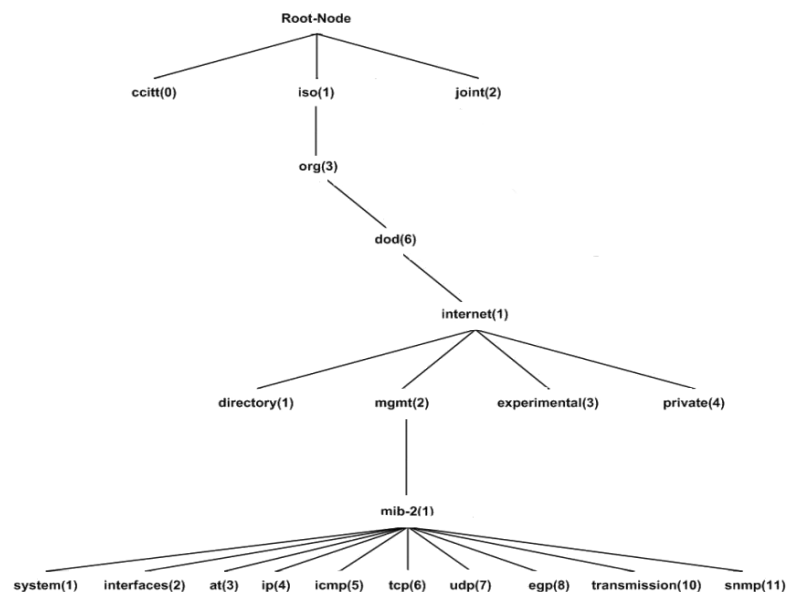 Root-Node
ccitt(0) iso(1) joint(2)
org(3)
dod(6)
internet(1)
directory(1) mgmt(2) experimental(3) private(4)
mib-2(1)
system(1) interfaces(2) at(3) ip(4) icmp(5) tcp(6) udp(7) egp(8) transmission(10) snmp(11)